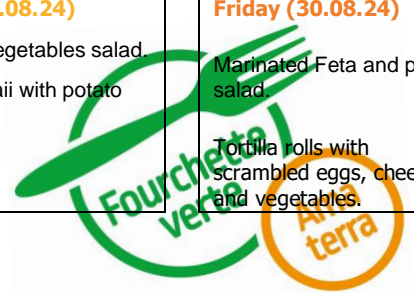 .08.24)
egetables salad.
aii with potato
Friday (30.08.24)
Marinated Feta and p
salad.
Tortilla rolls with
scrambled eggs, chee
and vegetables.
Fourchette
verte
Ama
terra